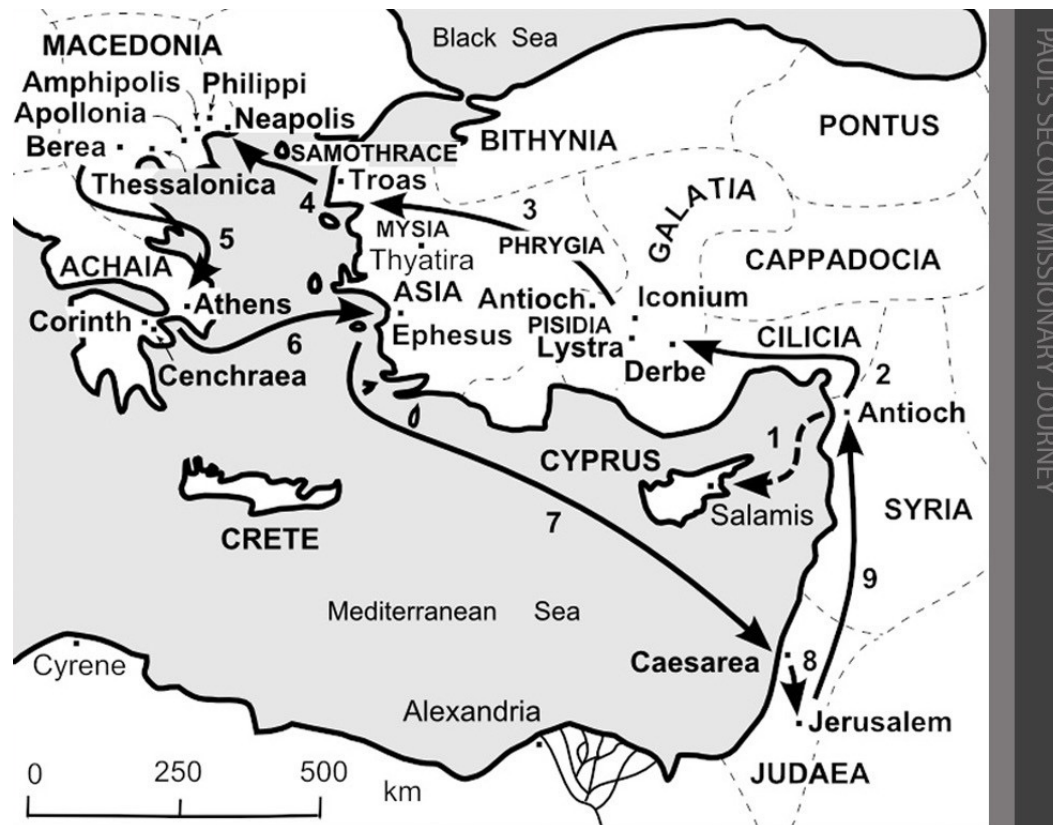 Black Sea
MACEDONIA
Amphipolis
Philippi
Apollonia
Neapolis
Berea
SAMOTHRACE
BITHYNIA
PONTUS
Thessalonica
Troas
4
3
GALATIA
5
MYSIA
PHRYGIA
Thyatira
ACHAIA
CAPPADOCIA
ASIA
Antioch
Iconium
Athens
Corinth
Ephesus
PISIDIA
Lystra
CILICIA
6
Cenchraea
Derbe
2
Antioch
1
CYPRUS
Salamis
SYRIA
7
CRETE
9
Mediterranean Sea
Cyrene
Caesarea
8
Alexandria
Jerusalem
JUDAEA
0 250 500
km
PAUL'S SECOND MISSIONARY JOURNEY